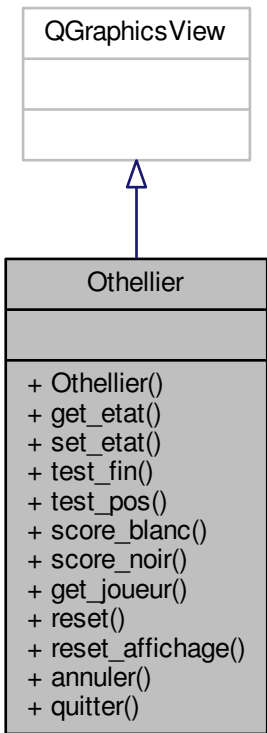 QGraphicsView
Othellier
+ Othellier()
+ get_etat()
+ set_etat()
+ test_fin()
+ test_pos()
+ score_blanc()
+ score_noir()
+ get_joueur()
+ reset()
+ reset_affichage()
+ annuler()
+ quitter()